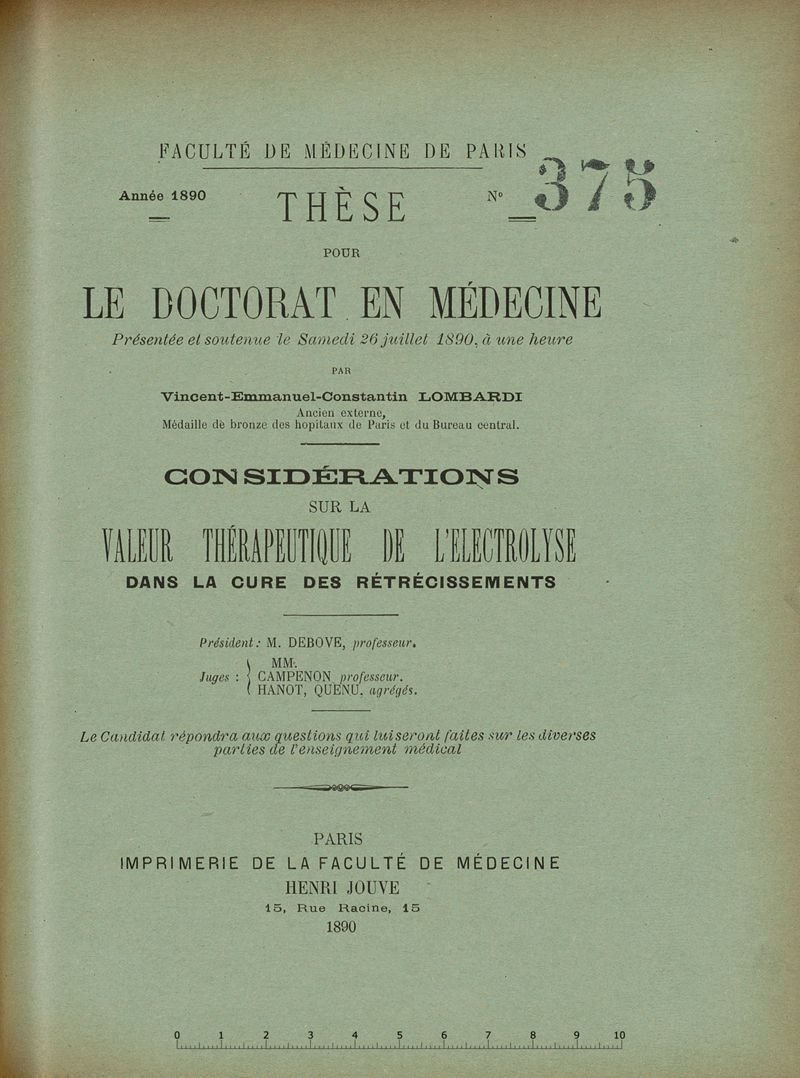 FACULTÉ DE MÉDECINE DE PARIS
Année 1890 THÈSE N° 375
POUR
LE DOCTORAT EN MÉDECINE
Présentée et soutenue le Samedi 26 juillet 1890, à une heure
PAR
Vincent-Emmanuel-Constantin LOMBARDI
Ancien externe,
Médaille de bronze des hopitaux de Paris et du Bureau central.
CONSIDÉRATIONS
SUR LA
VALEUR THÉRAPEUTIQUE DE L'ELECTROLYSE
DANS LA CURE DES RÉTRÉCISSEMENTS
Président : M. DEBOVE, professeur.
MM.
Juges : { CAMPENON professeur.
HANOT, QUENU, agrégés.
Le Candidat répondra aux questions qui lui seront faites sur les diverses
parties de l'enseignement médical
PARIS
IMPRIMERIE DE LA FACULTÉ DE MÉDECINE
HENRI JOUVE
15, Rue Racine, 15
1890
0 1 2 3 4 5 6 7 8 9 10